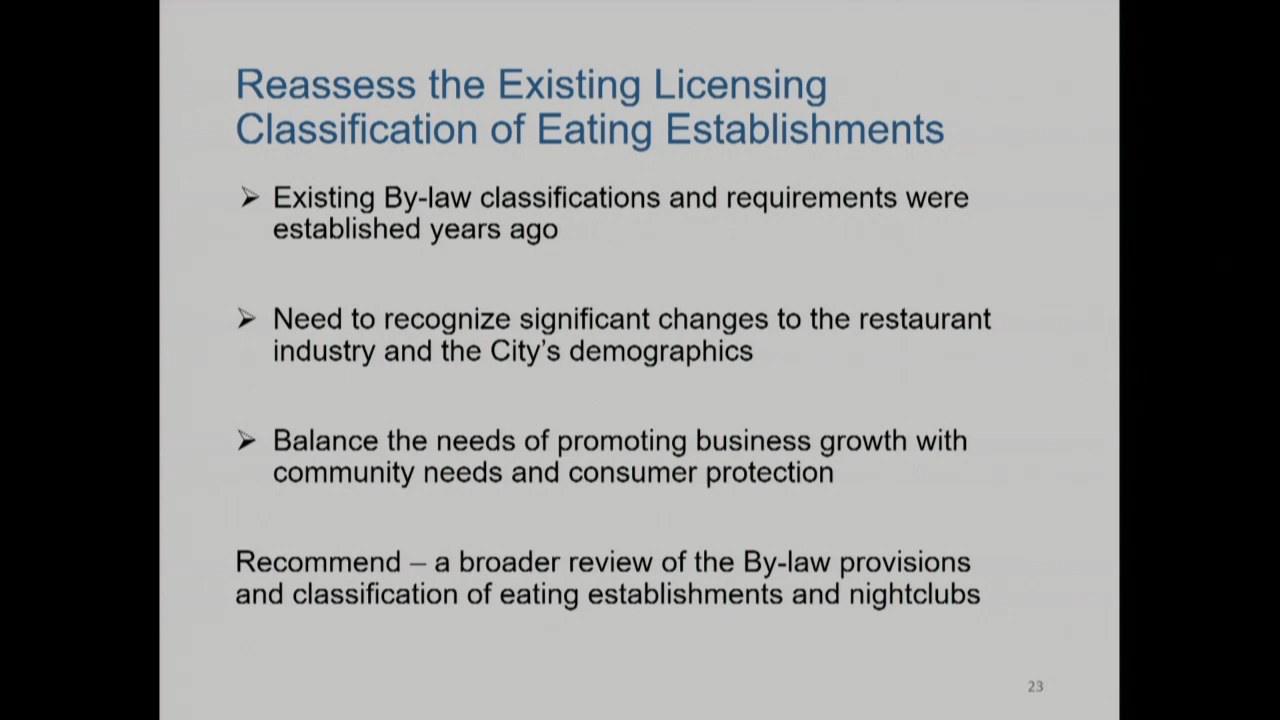 Reassess the Existing Licensing
Classification of Eating Establishments
➢ Existing By-law classifications and requirements were
established years ago
➢ Need to recognize significant changes to the restaurant
industry and the City’s demographics
➢ Balance the needs of promoting business growth with
community needs and consumer protection
Recommend – a broader review of the By-law provisions
and classification of eating establishments and nightclubs
23